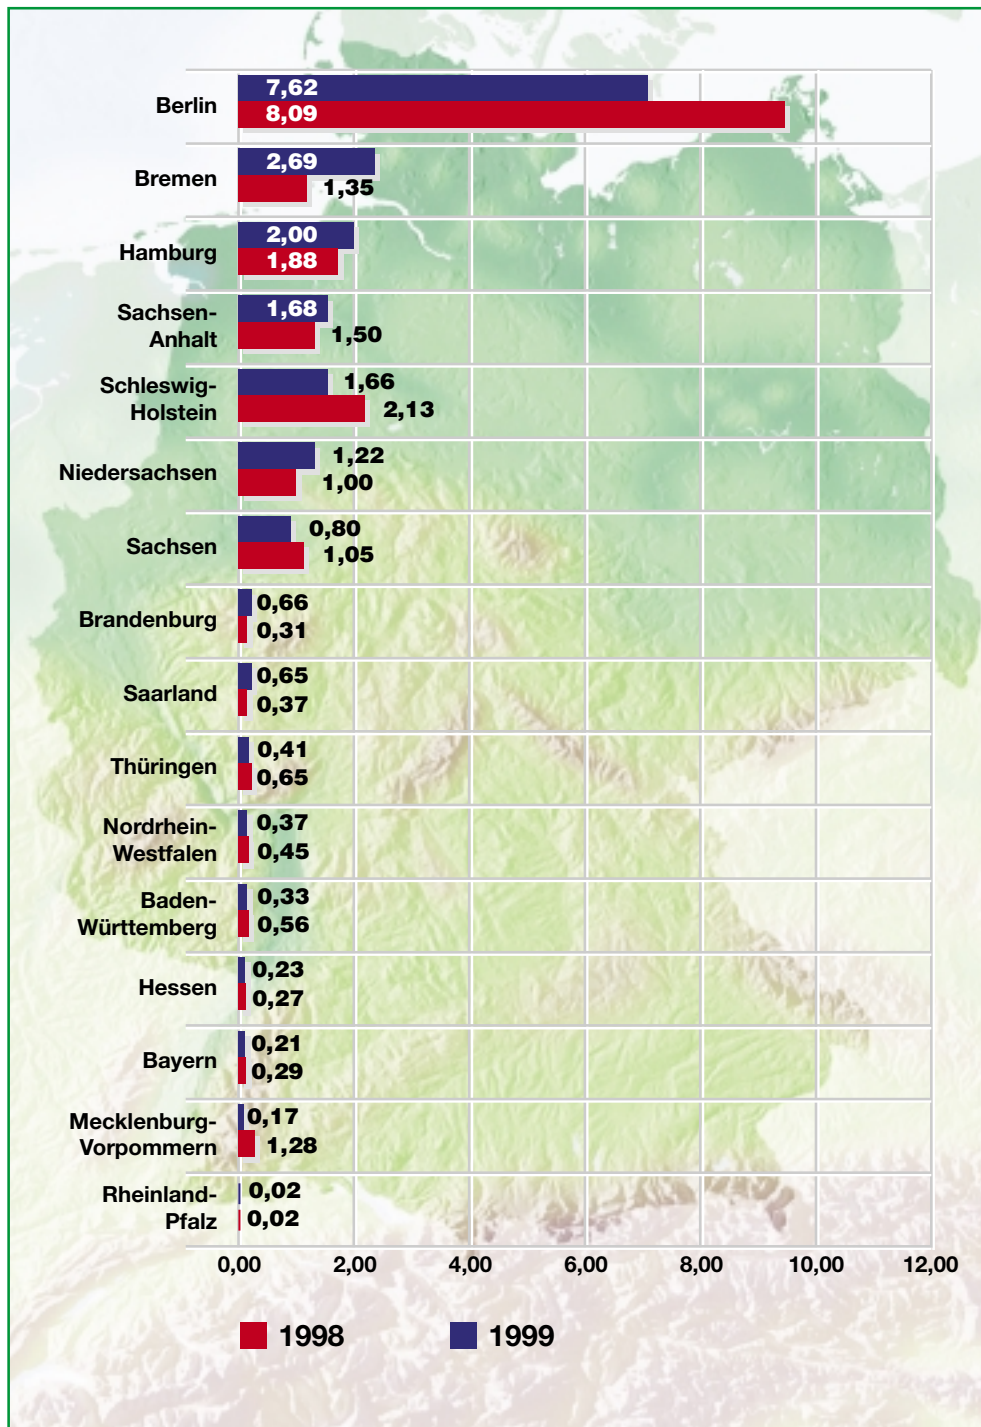 Berlin
7,62
8,09
Bremen
2,69
1,35
Hamburg
2,00
1,88
Sachsen-
Anhalt
1,68
1,50
Schleswig-
Holstein
1,66
2,13
Niedersachsen
1,22
1,00
Sachsen
0,80
1,05
Brandenburg
0,66
0,31
Saarland
0,65
0,37
Thüringen
0,41
0,65
Nordrhein-
Westfalen
0,37
0,45
Baden-
Württemberg
0,33
0,56
Hessen
0,23
0,27
Bayern
0,21
0,29
Mecklenburg-
Vorpommern
0,17
1,28
Rheinland-
Pfalz
0,02
0,02
0,00 2,00 4,00 6,00 8,00 10,00 12,00
1998 1999